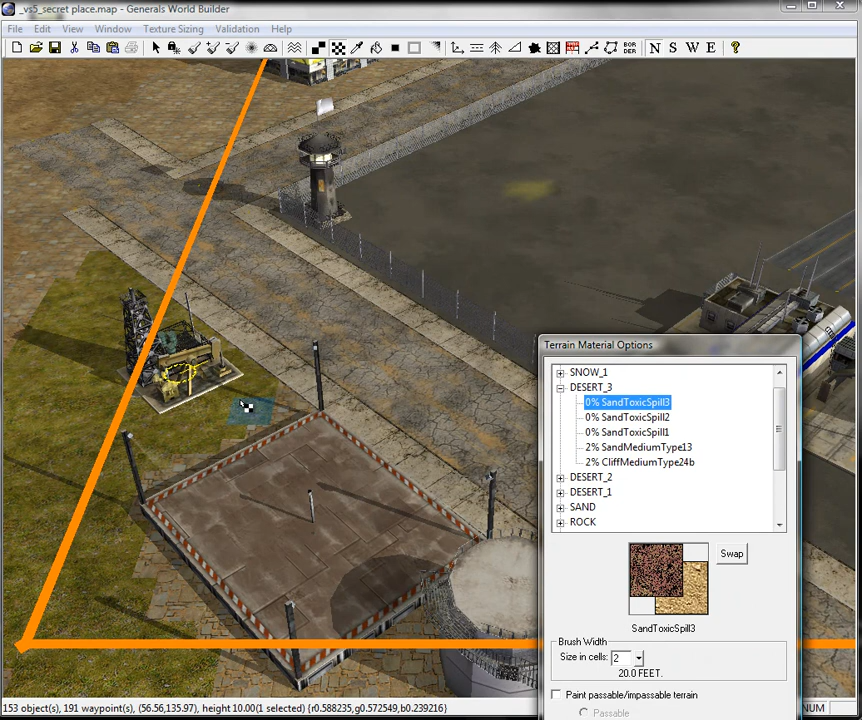 _vs5_secret place.map - Generals World Builder
File Edit View Window Texture Sizing Validation Help
BOR DER N S W E ?
Terrain Material Options
SNOW_1
DESERT_3
0% SandToxicSpill3
0% SandToxicSpill2
0% SandToxicSpill1
2% SandMediumType13
2% CliffMediumType24b
DESERT_2
DESERT_1
SAND
ROCK
Swap
SandToxicSpill3
Brush Width
Size in cells: 2
20.0 FEET.
Paint passable/impassable terrain
Passable
153 object(s), 191 waypoint(s), (56.56,135.97), height 10.00(1 selected) {r0.588235,g0.572549,b0.239216} NUM